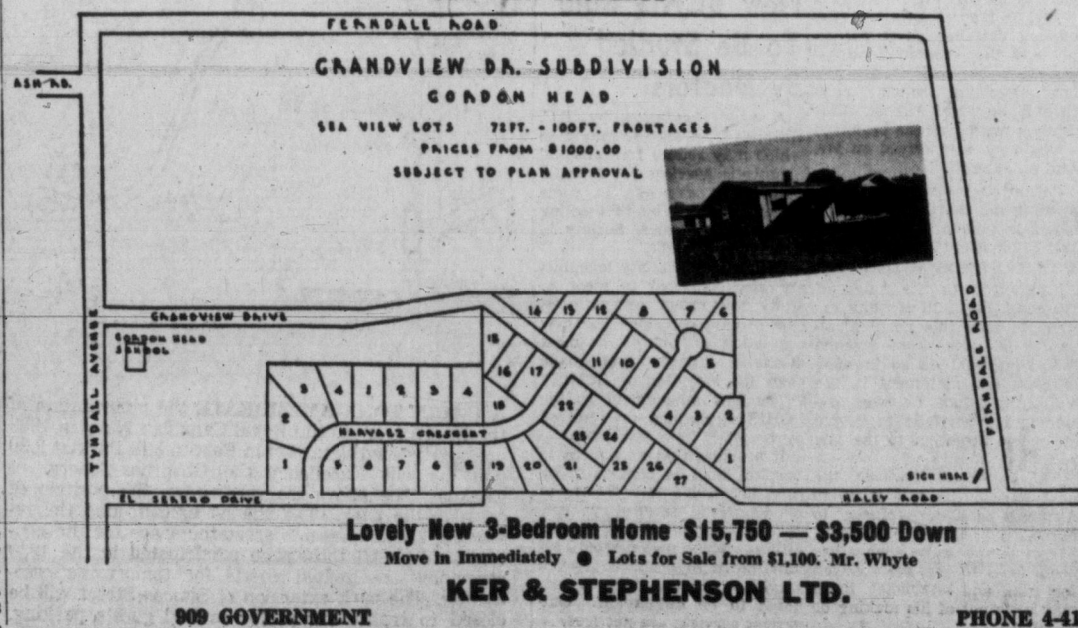 FERNDALE ROAD
ASH RD.
GRANDVIEW DR. SUBDIVISION
GORDON HEAD
SEA VIEW LOTS 72FT. - 100FT. FRONTAGES
PRICES FROM $1000.00
SUBJECT TO PLAN APPROVAL
GRANDVIEW DRIVE
GORDON HEAD
SCHOOL
TYNDALL AVENUE
FERNDALE ROAD
14 13 12 8 7 6
15
16 17 11 10 9 5
3 4 1 2 3 4
2 18 22 4 3 2
HARVREZ CRESCENT
23 24
1 8 7 6 5 19 20 21 25 26 1
27
SIGN HERE
EL SERENO DRIVE
HALEY ROAD
Lovely New 3-Bedroom Home $15,750 — $3,500 Down
Move in Immediately ● Lots for Sale from $1,100. Mr. Whyte
KER & STEPHENSON LTD.
909 GOVERNMENT
PHONE 4-41